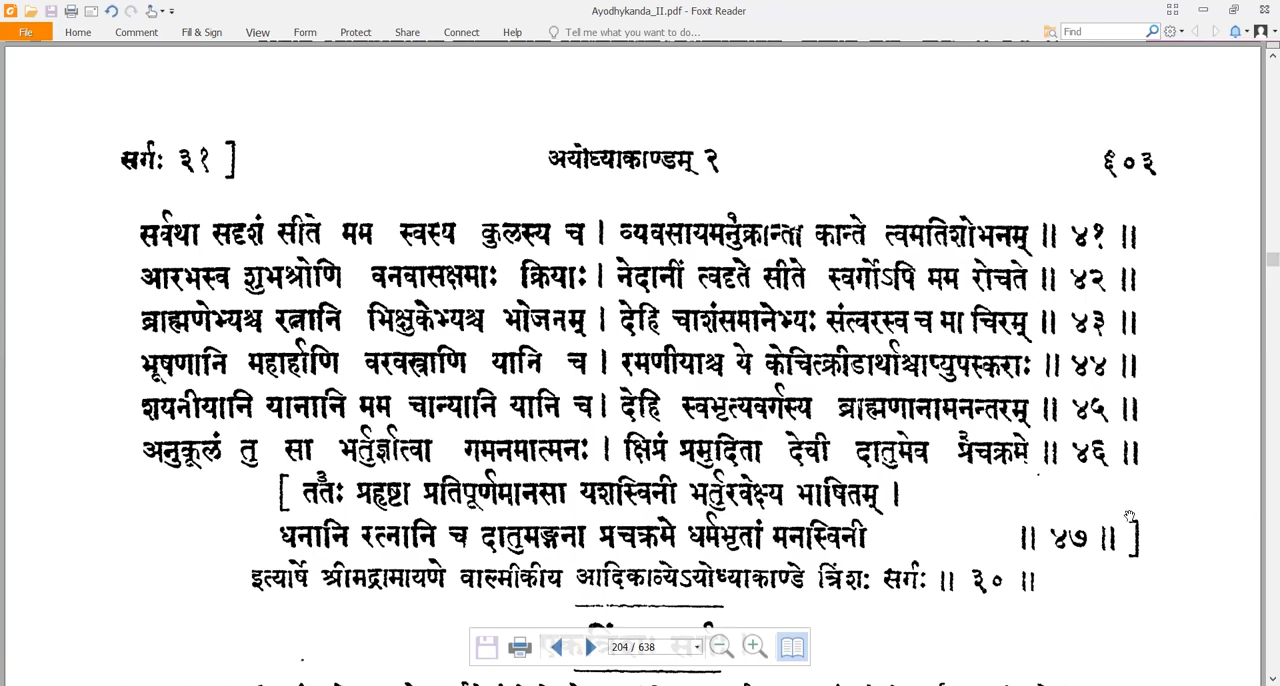 Ayodhykanda_II.pdf - Foxit Reader
File Home Comment Fill & Sign View Form Protect Share Connect Help Tell me what you want to do... Find
सर्गः ३१ ] अयोध्याकाण्डम् २ ६०३
सर्वथा सदृशं सीते मम स्वस्य कुलस्य च । व्यवसायमनुक्रान्ता कान्ते त्वमतिशोभनम् ॥ ४१ ॥
आरभस्व शुभश्रोणि वनवासक्षमाः क्रियाः । नेदानीं त्वदृते सीते स्वर्गोऽपि मम रोचते ॥ ४२ ॥
ब्राह्मणेभ्यश्च रत्नानि भिक्षुकेभ्यश्च भोजनम् । देहि चाशंसमानेभ्यः संत्वरस्व च मा चिरम् ॥ ४३ ॥
भूषणानि महार्हाणि वरवस्त्राणि यानि च । रमणीयाश्च ये केचित्क्रीडार्थाश्चाप्युपस्कराः ॥ ४४ ॥
शयनीयानि यानानि मम चान्यानि यानि च । देहि स्वभृत्यवर्गस्य ब्राह्मणानामनन्तरम् ॥ ४५ ॥
अनुकूलं तु सा भर्तुर्ज्ञात्वा गमनमात्मनः । क्षिप्रं प्रमुदिता देवी दातुमेव प्रचक्रमे ॥ ४६ ॥
[ ततः प्रहृष्टा प्रतिपूर्णमानसा यशस्विनी भर्तुरवेक्ष्य भाषितम् ।
धनानि रत्नानि च दातुमङ्गना प्रचक्रमे धर्मभृतां मनस्विनी ॥ ४७ ॥ ]
इत्यार्षे श्रीमद्रामायणे वाल्मीकीय आदिकाव्येऽयोध्याकाण्डे त्रिंशः सर्गः ॥ ३० ॥
204 / 638